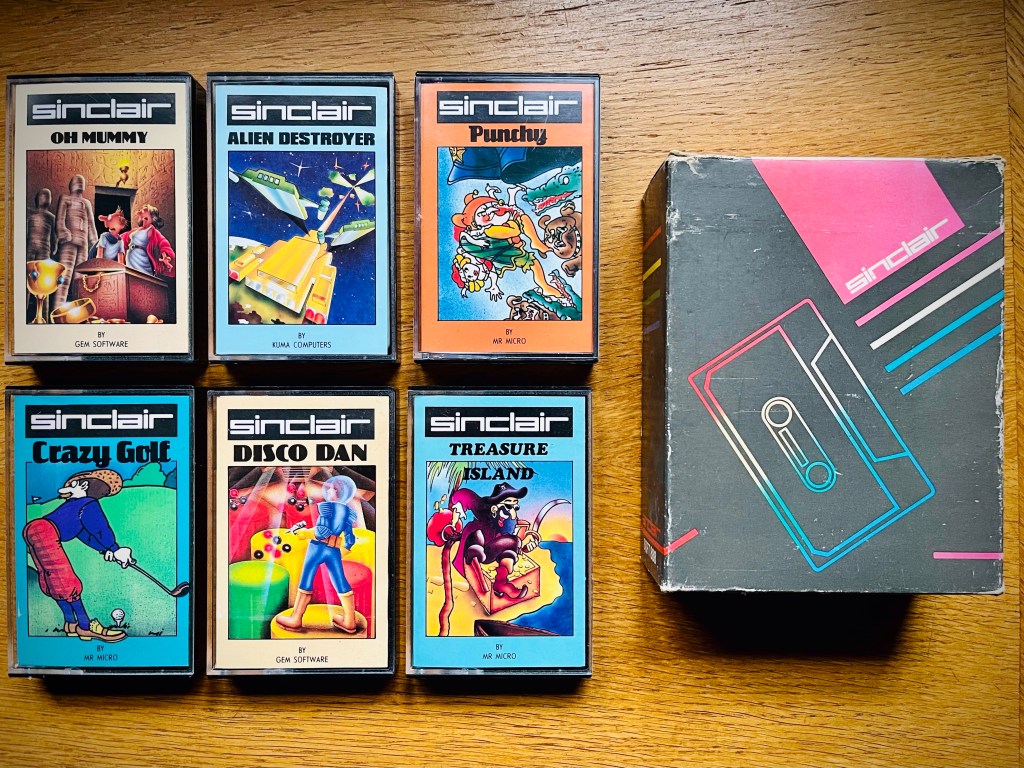 sinclair
OH MUMMY
BY
GEM SOFTWARE
sinclair
ALIEN DESTROYER
BY
KUMA COMPUTERS
sinclair
Punchy
BY
MR MICRO
sinclair
Crazy Golf
BY
MR MICRO
sinclair
DISCO DAN
BY
GEM SOFTWARE
sinclair
TREASURE
ISLAND
BY
MR MICRO
sinclair